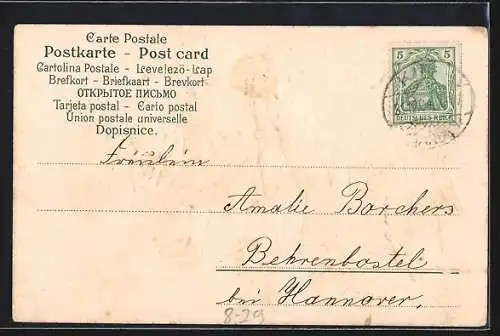 Carte Postale
Postkarte – Post card
Cartolina Postale – Levelezö-Lap
Brefkort – Briefkaart – Brevkort
ОТКРЫТОЕ ПИСЬМО
Tarjeta postal – Carto postal
Union postale universelle
Dopisnice.
5 5
DEUTSCHES REICH
Fräulein
Amalie Borchers
Behrenbostel
bei Hannover,
8-29